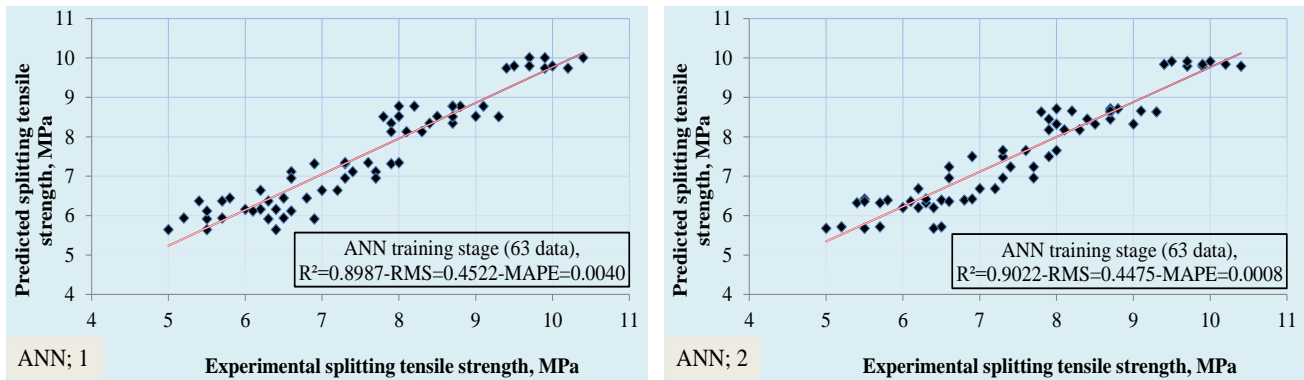 11
10
9
8
7
6
5
4
Predicted splitting tensile
strength, MPa
ANN training stage (63 data),
R²=0.8987-RMS=0.4522-MAPE=0.0040
4 5 6 7 8 9 10 11
ANN; 1
Experimental splitting tensile strength, MPa
11
10
9
8
7
6
5
4
Predicted splitting tensile
strength, MPa
ANN training stage (63 data),
R²=0.9022-RMS=0.4475-MAPE=0.0008
4 5 6 7 8 9 10 11
ANN; 2
Experimental splitting tensile strength, MPa